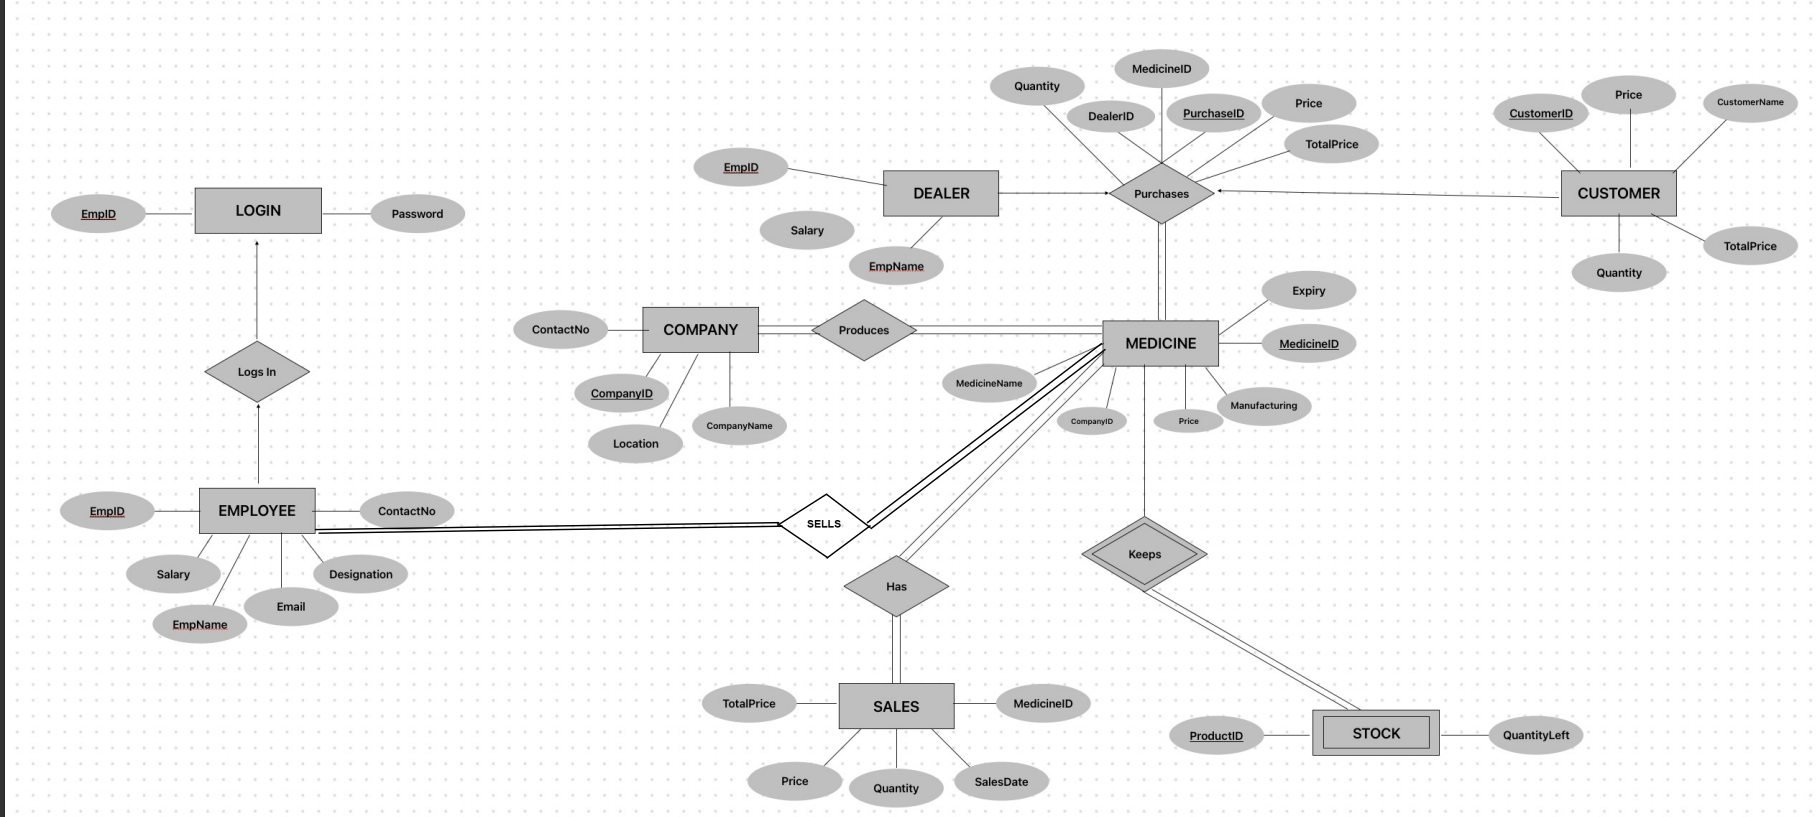 MedicineID
Quantity
Price
CustomerName
Price
CustomerID
DealerID
PurchaseID
TotalPrice
EmpID
DEALER
Purchases
CUSTOMER
EmpID
LOGIN
Password
Salary
EmpName
TotalPrice
Quantity
Expiry
ContactNo
COMPANY
Produces
MEDICINE
MedicineID
Logs In
MedicineName
CompanyID
Location
CompanyName
CompanyID
Price
Manufacturing
EmpID
EMPLOYEE
ContactNo
SELLS
Keeps
Salary
Designation
Has
Email
EmpName
TotalPrice
SALES
MedicineID
ProductID
STOCK
QuantityLeft
Price
Quantity
SalesDate